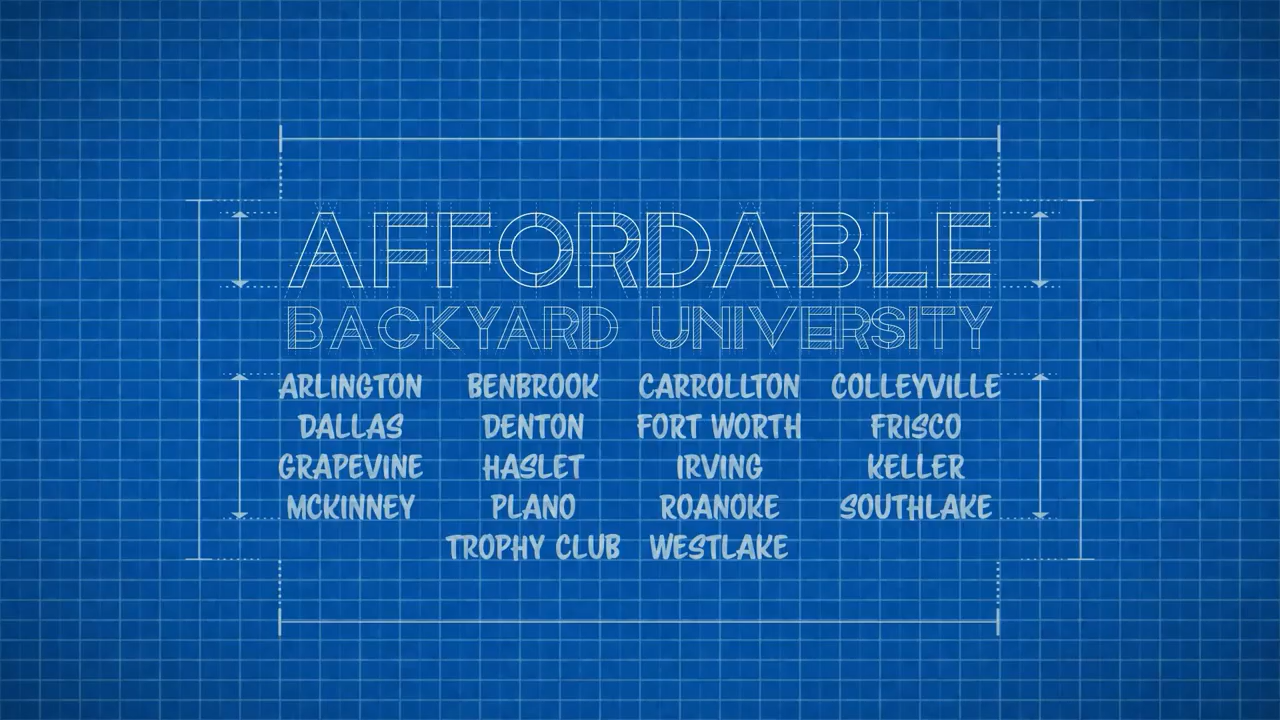 AFFORDABLE
BACKYARD UNIVERSITY
ARLINGTON BENBROOK CARROLLTON COLLEYVILLE
DALLAS DENTON FORT WORTH FRISCO
GRAPEVINE HASLET IRVING KELLER
MCKINNEY PLANO ROANOKE SOUTHLAKE
TROPHY CLUB WESTLAKE